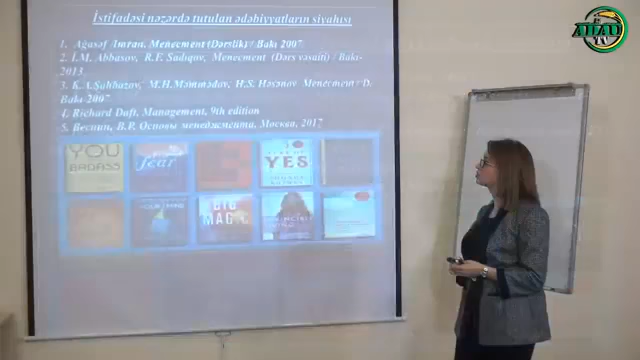 İstifadəsi nəzərdə tutulan ədəbiyyatların siyahısı
1. Ağasəf İmran. Menecment (Dərslik) / Bakı 2007
2. İ.M. Abbasov, R.F. Sadıqov, Menecment (Dərs vəsaiti) / Bakı-
2013
3. K.A.Şahbazov, M.H.Məmmədov, H.S. Həsənov Menecment / D.
Bakı-2007
4. Richard Daft, Management, 9th edition
5. Веснин, В.Р. Основы менеджмента, Москва, 2017
YOU
BADASS
fear
YES
BIG
MAGIC
ADAU
TV